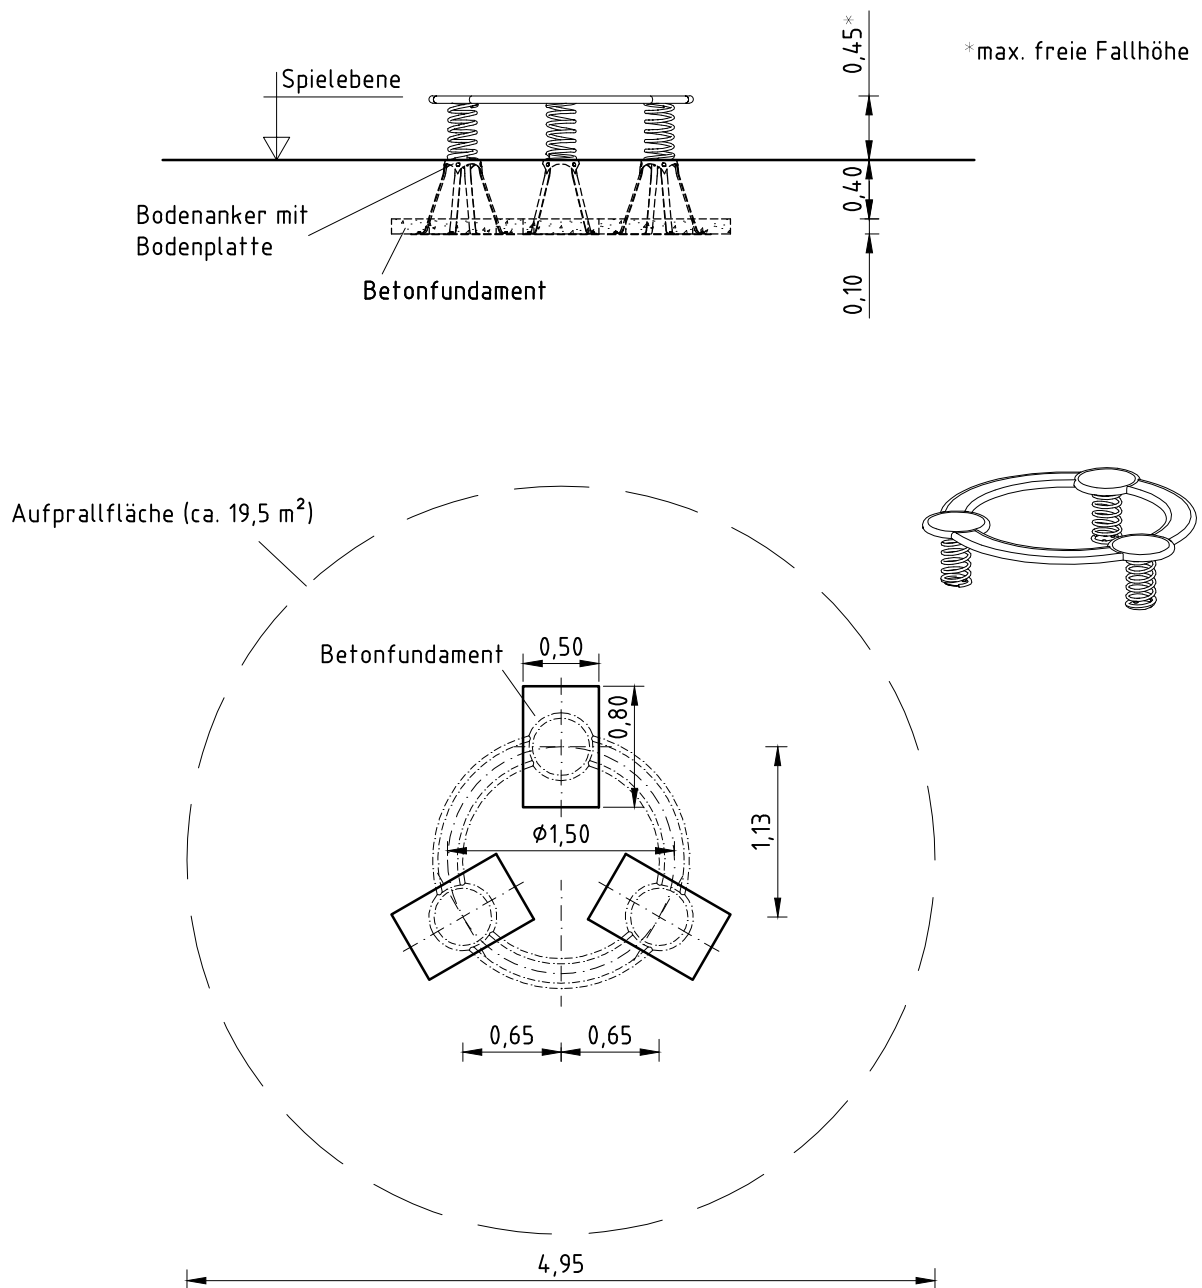 0,45*
*max. freie Fallhöhe
Spielebene
0,40
Bodenanker mit
Bodenplatte
0,10
Betonfundament
Aufprallfläche (ca. 19,5 m²)
Betonfundament
0,50
0,80
1,13
Ø1,50
0,65
0,65
4,95